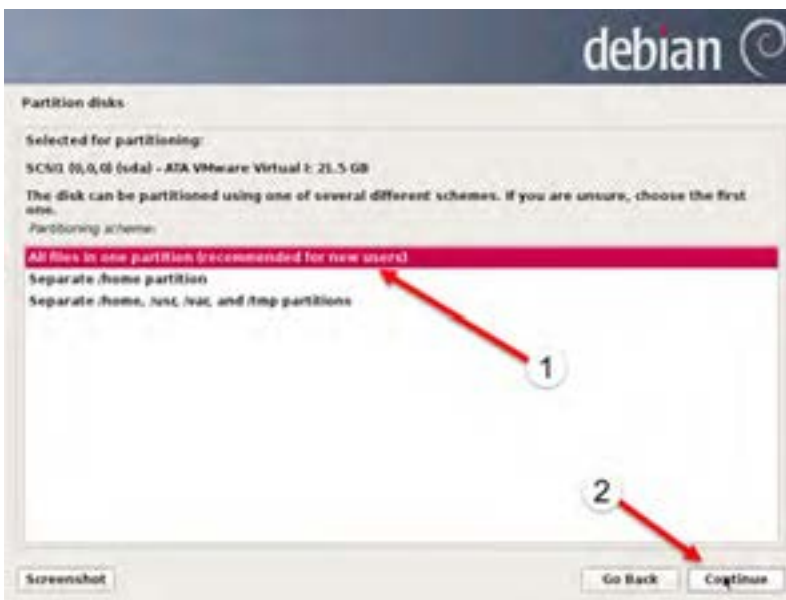 debian
Partition disks
Selected for partitioning:
SCSI1 (0,0,0) (sda) - ATA VMware Virtual I: 21.5 GB
The disk can be partitioned using one of several different schemes. If you are unsure, choose the first
one.
Partitioning scheme:
All files in one partition (recommended for new users)
Separate /home partition
Separate /home, /usr, /var, and /tmp partitions
1
2
Screenshot
Go Back
Continue